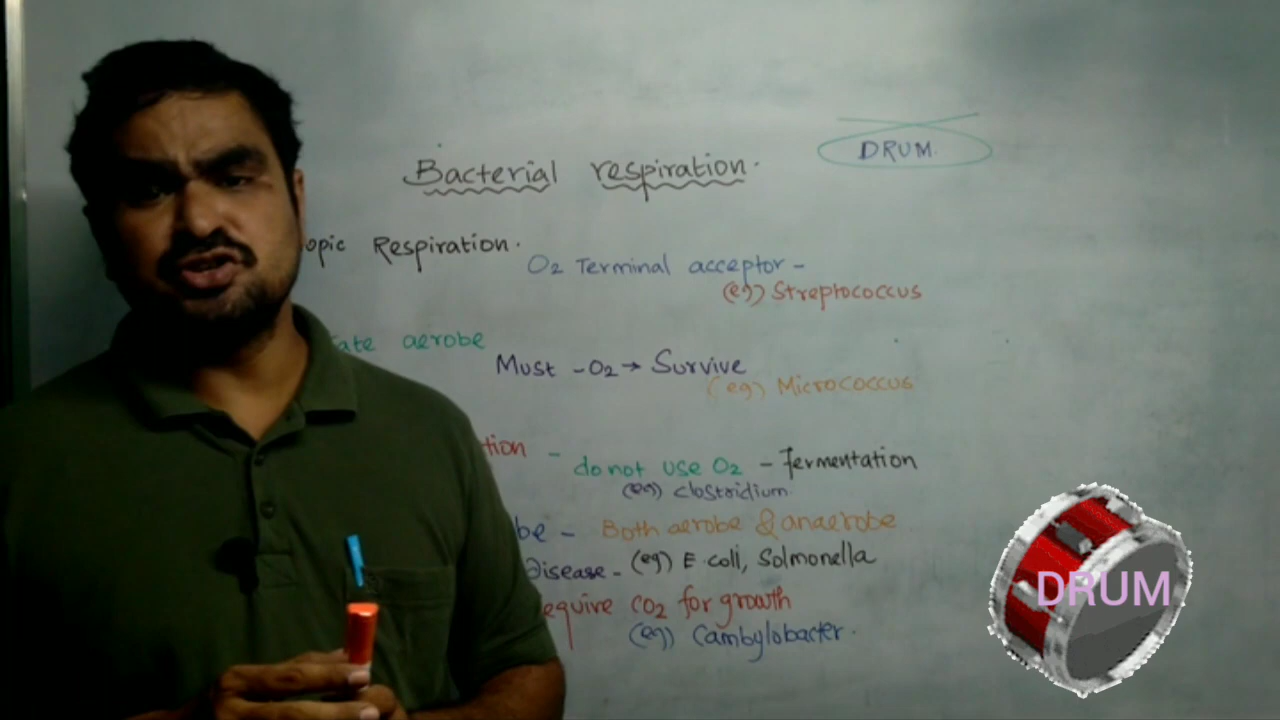 Bacterial respiration.
DRUM.
opic Respiration.
O2 Terminal acceptor -
(eg) Streptococcus
ate aerobe
Must - O2 → Survive
(eg) Micrococcus
tion - do not use O2 - fermentation
(eg) clostridium
be - Both aerobe & anaerobe
Disease - (eg) E.coli, Solmonella
equire CO2 for growth
(eg) Cambylobacter.
DRUM